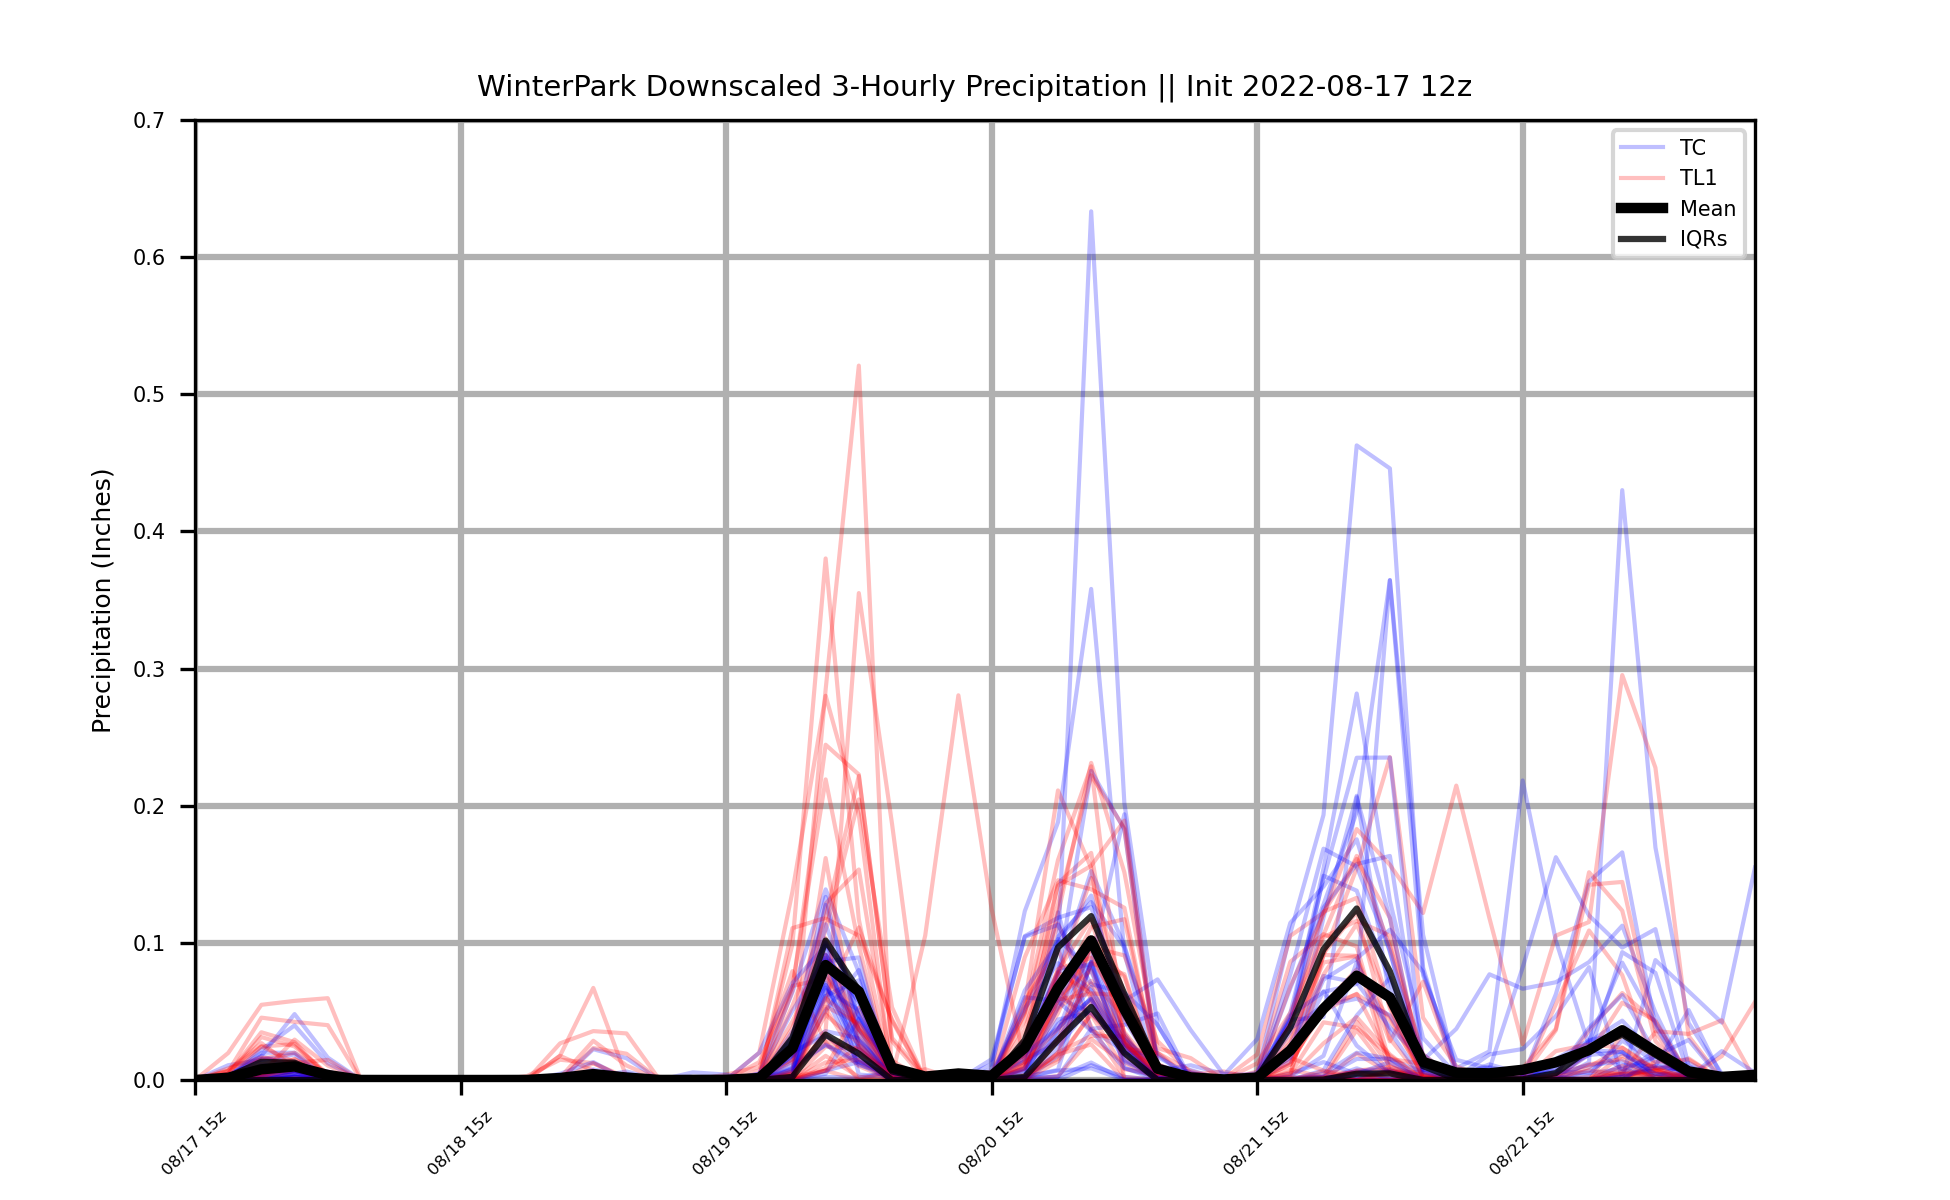 WinterPark Downscaled 3-Hourly Precipitation || Init 2022-08-17 12z
0.7
0.6
0.5
0.4
0.3
0.2
0.1
0.0
Precipitation (Inches)
TC
TL1
Mean
IQRs
08/17 15z
08/18 15z
08/19 15z
08/20 15z
08/21 15z
08/22 15z